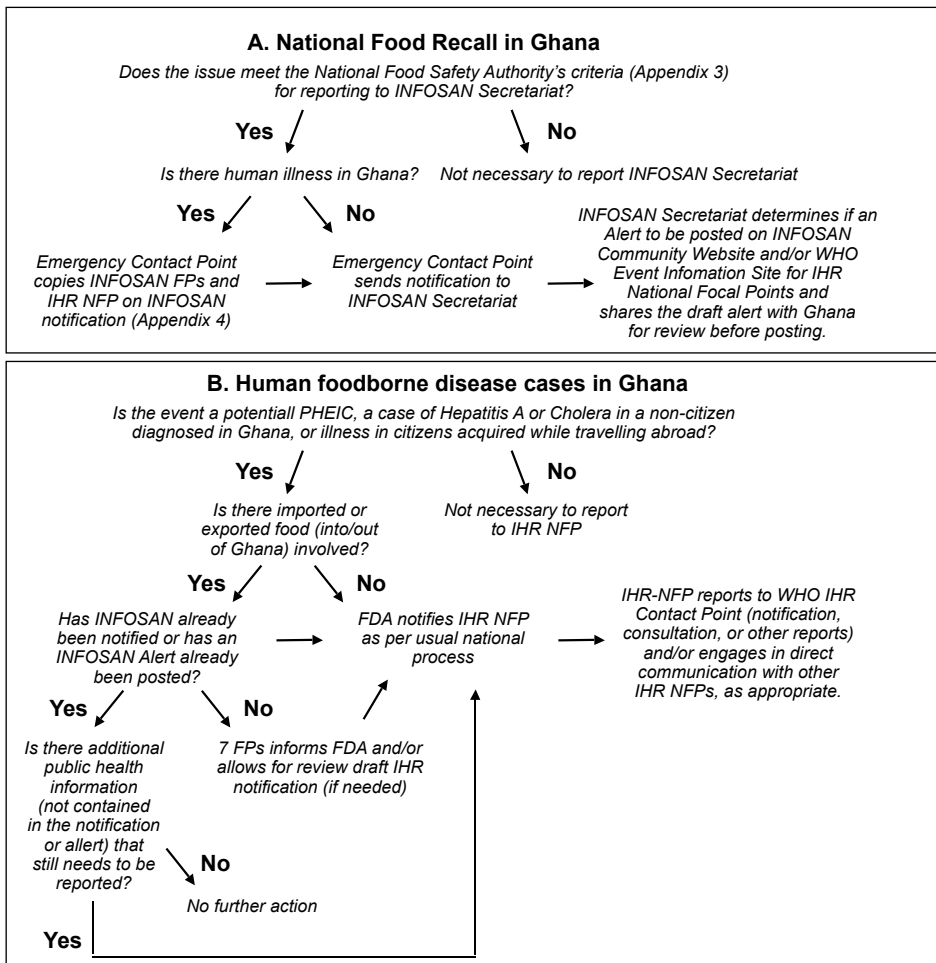 A. National Food Recall in Ghana
Does the issue meet the National Food Safety Authority's criteria (Appendix 3)
for reporting to INFOSAN Secretariat?
Yes
No
Is there human illness in Ghana?
Not necessary to report INFOSAN Secretariat
Yes
No
Emergency Contact Point
copies INFOSAN FPs and
IHR NFP on INFOSAN
notification (Appendix 4)
Emergency Contact Point
sends notification to
INFOSAN Secretariat
INFOSAN Secretariat determines if an
Alert to be posted on INFOSAN
Community Website and/or WHO
Event Infomation Site for IHR
National Focal Points and
shares the draft alert with Ghana
for review before posting.
B. Human foodborne disease cases in Ghana
Is the event a potentiall PHEIC, a case of Hepatitis A or Cholera in a non-citizen
diagnosed in Ghana, or illness in citizens acquired while travelling abroad?
Yes
No
Is there imported or
exported food (into/out
of Ghana) involved?
Not necessary to report
to IHR NFP
Yes
No
Has INFOSAN already
been notified or has an
INFOSAN Alert already
been posted?
FDA notifies IHR NFP
as per usual national
process
IHR-NFP reports to WHO IHR
Contact Point (notification,
consultation, or other reports)
and/or engages in direct
communication with other
IHR NFPs, as appropriate.
Yes
No
Is there additional
public health
information
(not contained
in the notification
or allert) that
still needs to be
reported?
7 FPs informs FDA and/or
allows for review draft IHR
notification (if needed)
No
No further action
Yes